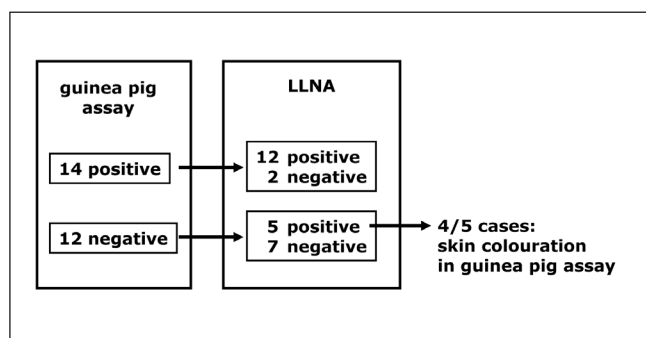 guinea pig
assay
LLNA
14 positive
12 positive
2 negative
12 negative
5 positive
7 negative
4/5 cases:
skin colouration
in guinea pig assay